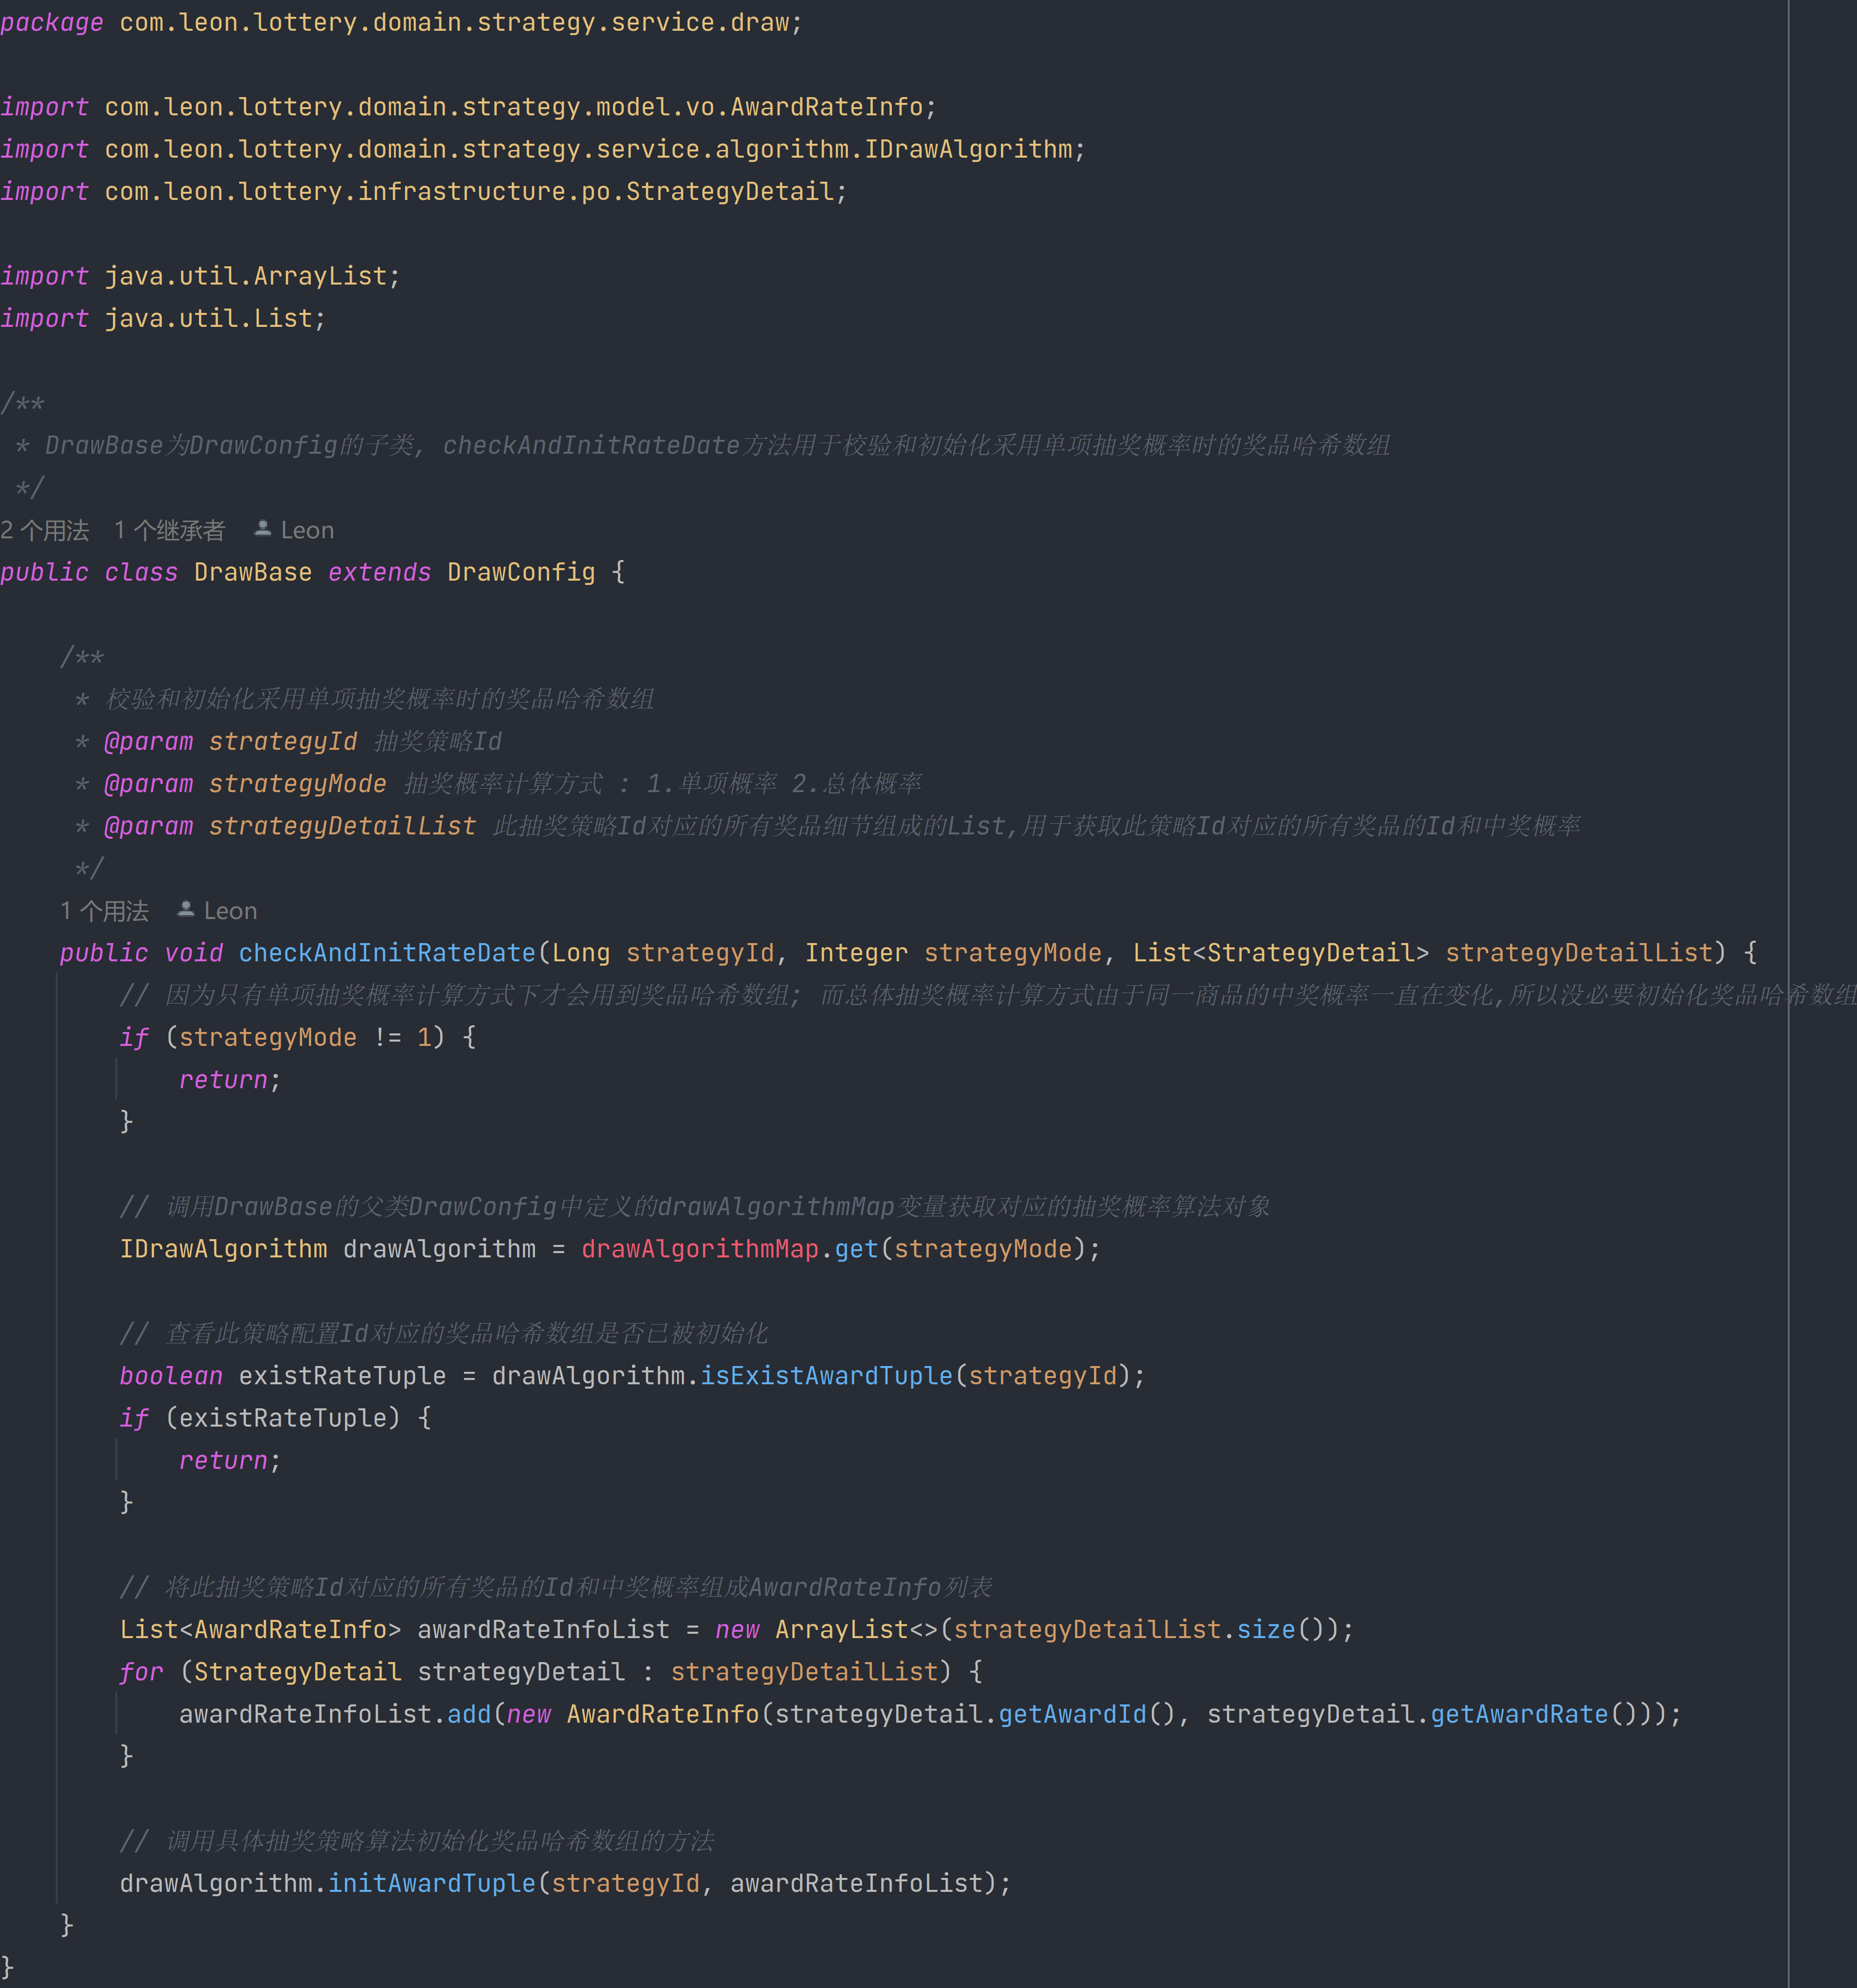 package com.leon.lottery.domain.strategy.service.draw;
import com.leon.lottery.domain.strategy.model.vo.AwardRateInfo;
import com.leon.lottery.domain.strategy.service.algorithm.IDrawAlgorithm;
import com.leon.lottery.infrastructure.po.StrategyDetail;
import java.util.ArrayList;
import java.util.List;
/**
 * DrawBase为DrawConfig的子类, checkAndInitRateDate方法用于校验和初始化采用单项抽奖概率时的奖品哈希数组
 */
2 个用法 1 个继承者 Leon
public class DrawBase extends DrawConfig {
    /**
     * 校验和初始化采用单项抽奖概率时的奖品哈希数组
     * @param strategyId 抽奖策略Id
     * @param strategyMode 抽奖概率计算方式 : 1.单项概率 2.总体概率
     * @param strategyDetailList 此抽奖策略Id对应的所有奖品细节组成的List,用于获取此策略Id对应的所有奖品的Id和中奖概率
     */
    1 个用法 Leon
    public void checkAndInitRateDate(Long strategyId, Integer strategyMode, List<StrategyDetail> strategyDetailList) {
        // 因为只有单项抽奖概率计算方式下才会用到奖品哈希数组; 而总体抽奖概率计算方式由于同一商品的中奖概率一直在变化,所以没必要初始化奖品哈希数组
        if (strategyMode != 1) {
            return;
        }
        // 调用DrawBase的父类DrawConfig中定义的drawAlgorithmMap变量获取对应的抽奖概率算法对象
        IDrawAlgorithm drawAlgorithm = drawAlgorithmMap.get(strategyMode);
        // 查看此策略配置Id对应的奖品哈希数组是否已被初始化
        boolean existRateTuple = drawAlgorithm.isExistAwardTuple(strategyId);
        if (existRateTuple) {
            return;
        }
        // 将此抽奖策略Id对应的所有奖品的Id和中奖概率组成AwardRateInfo列表
        List<AwardRateInfo> awardRateInfoList = new ArrayList<>(strategyDetailList.size());
        for (StrategyDetail strategyDetail : strategyDetailList) {
            awardRateInfoList.add(new AwardRateInfo(strategyDetail.getAwardId(), strategyDetail.getAwardRate()));
        }
        // 调用具体抽奖策略算法初始化奖品哈希数组的方法
        drawAlgorithm.initAwardTuple(strategyId, awardRateInfoList);
    }
}